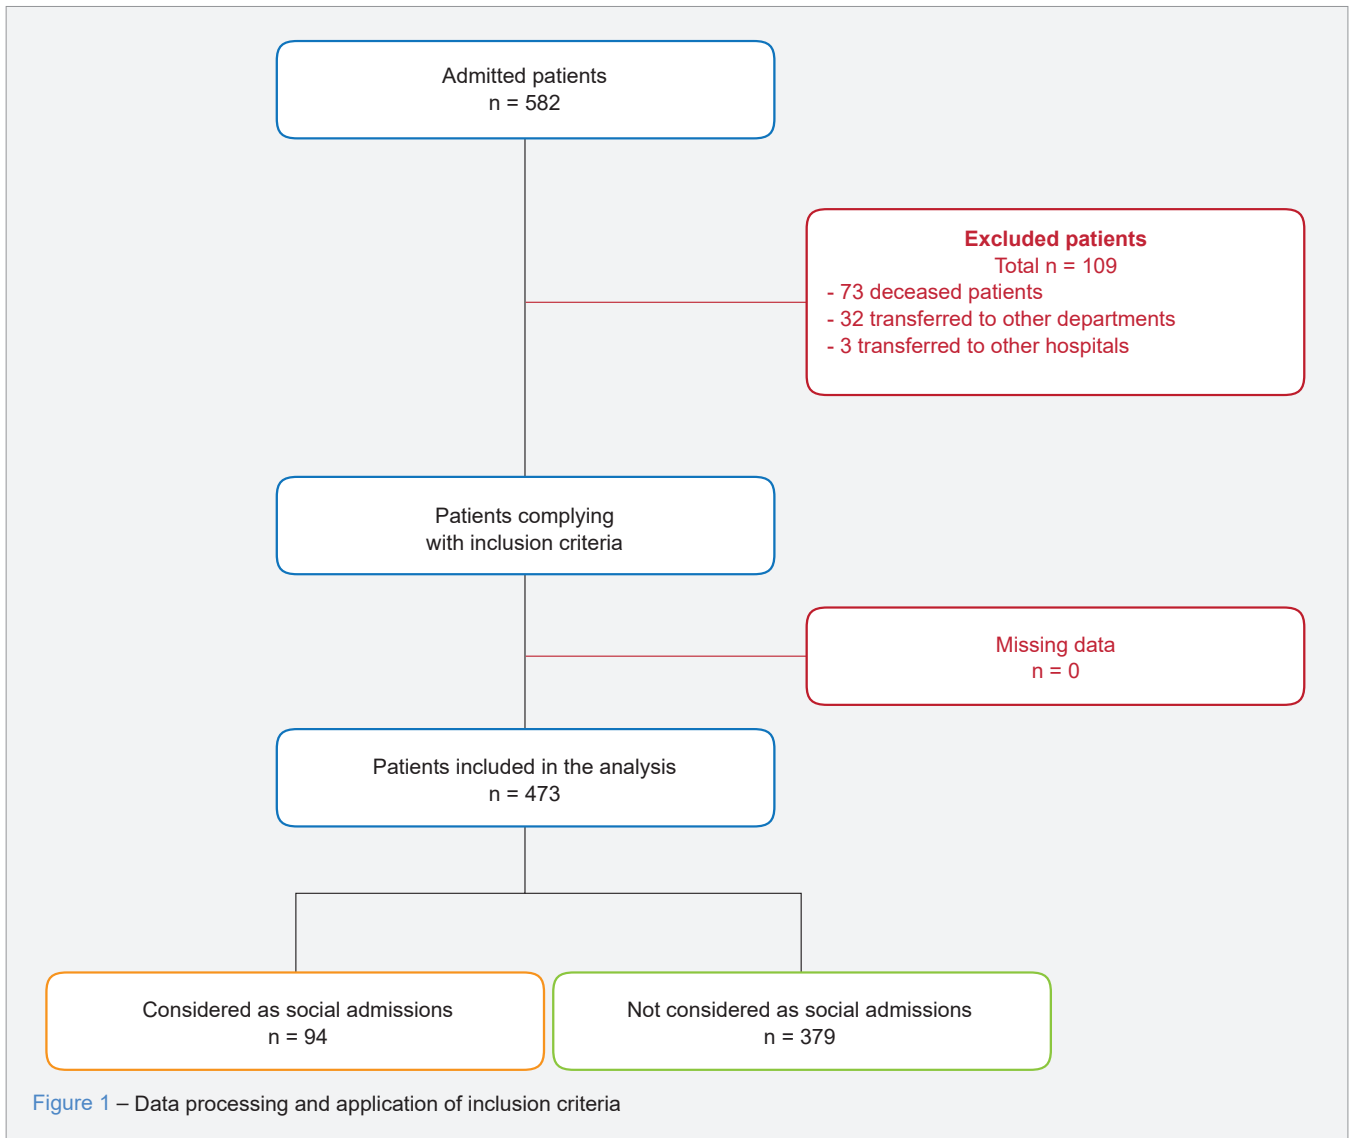 Admitted patients
n = 582
Excluded patients
Total n = 109
- 73 deceased patients
- 32 transferred to other departments
- 3 transferred to other hospitals
Patients complying
with inclusion criteria
Missing data
n = 0
Patients included in the analysis
n = 473
Considered as social admissions
n = 94
Not considered as social admissions
n = 379
Figure 1 – Data processing and application of inclusion criteria